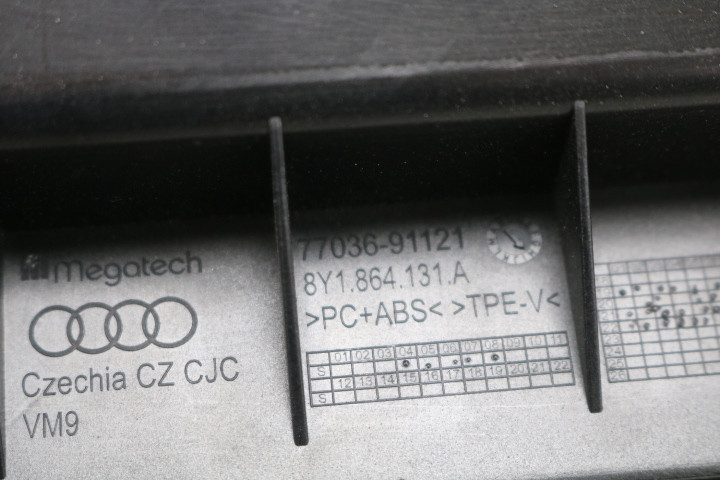 Megatech
Czechia CZ CJC
VM9
77036-91121
8Y1.864.131.A
>PC+ABS< >TPE-V<
S 01 02 03 04 05 06 07 08 09 10 11
S 12 13 14 15 16 17 18 19 20 21 22